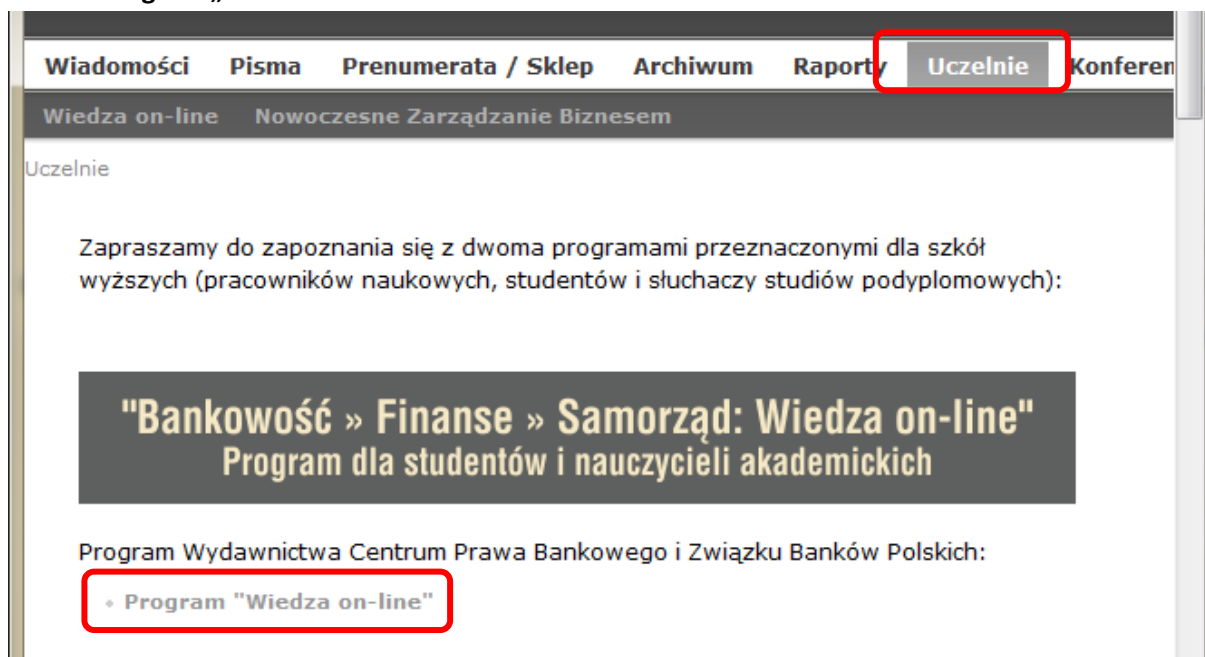 Wiadomości Pisma Prenumerata / Sklep Archiwum Raporty Uczelnie Konferen
Wiedza on-line Nowoczesne Zarządzanie Biznesem
Uczelnie
Zapraszamy do zapoznania się z dwoma programami przeznaczonymi dla szkół
wyższych (pracowników naukowych, studentów i słuchaczy studiów podyplomowych):
"Bankowość » Finanse » Samorząd: Wiedza on-line"
Program dla studentów i nauczycieli akademickich
Program Wydawnictwa Centrum Prawa Bankowego i Związku Banków Polskich:
• Program "Wiedza on-line"